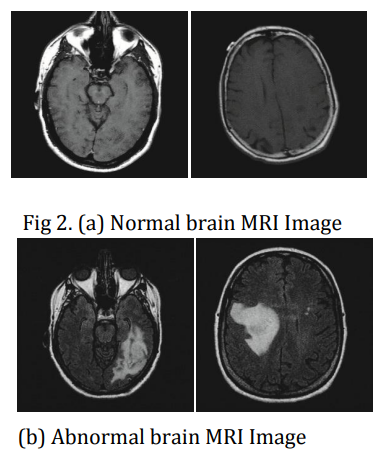 Fig 2. (a) Normal brain MRI Image
(b) Abnormal brain MRI Image